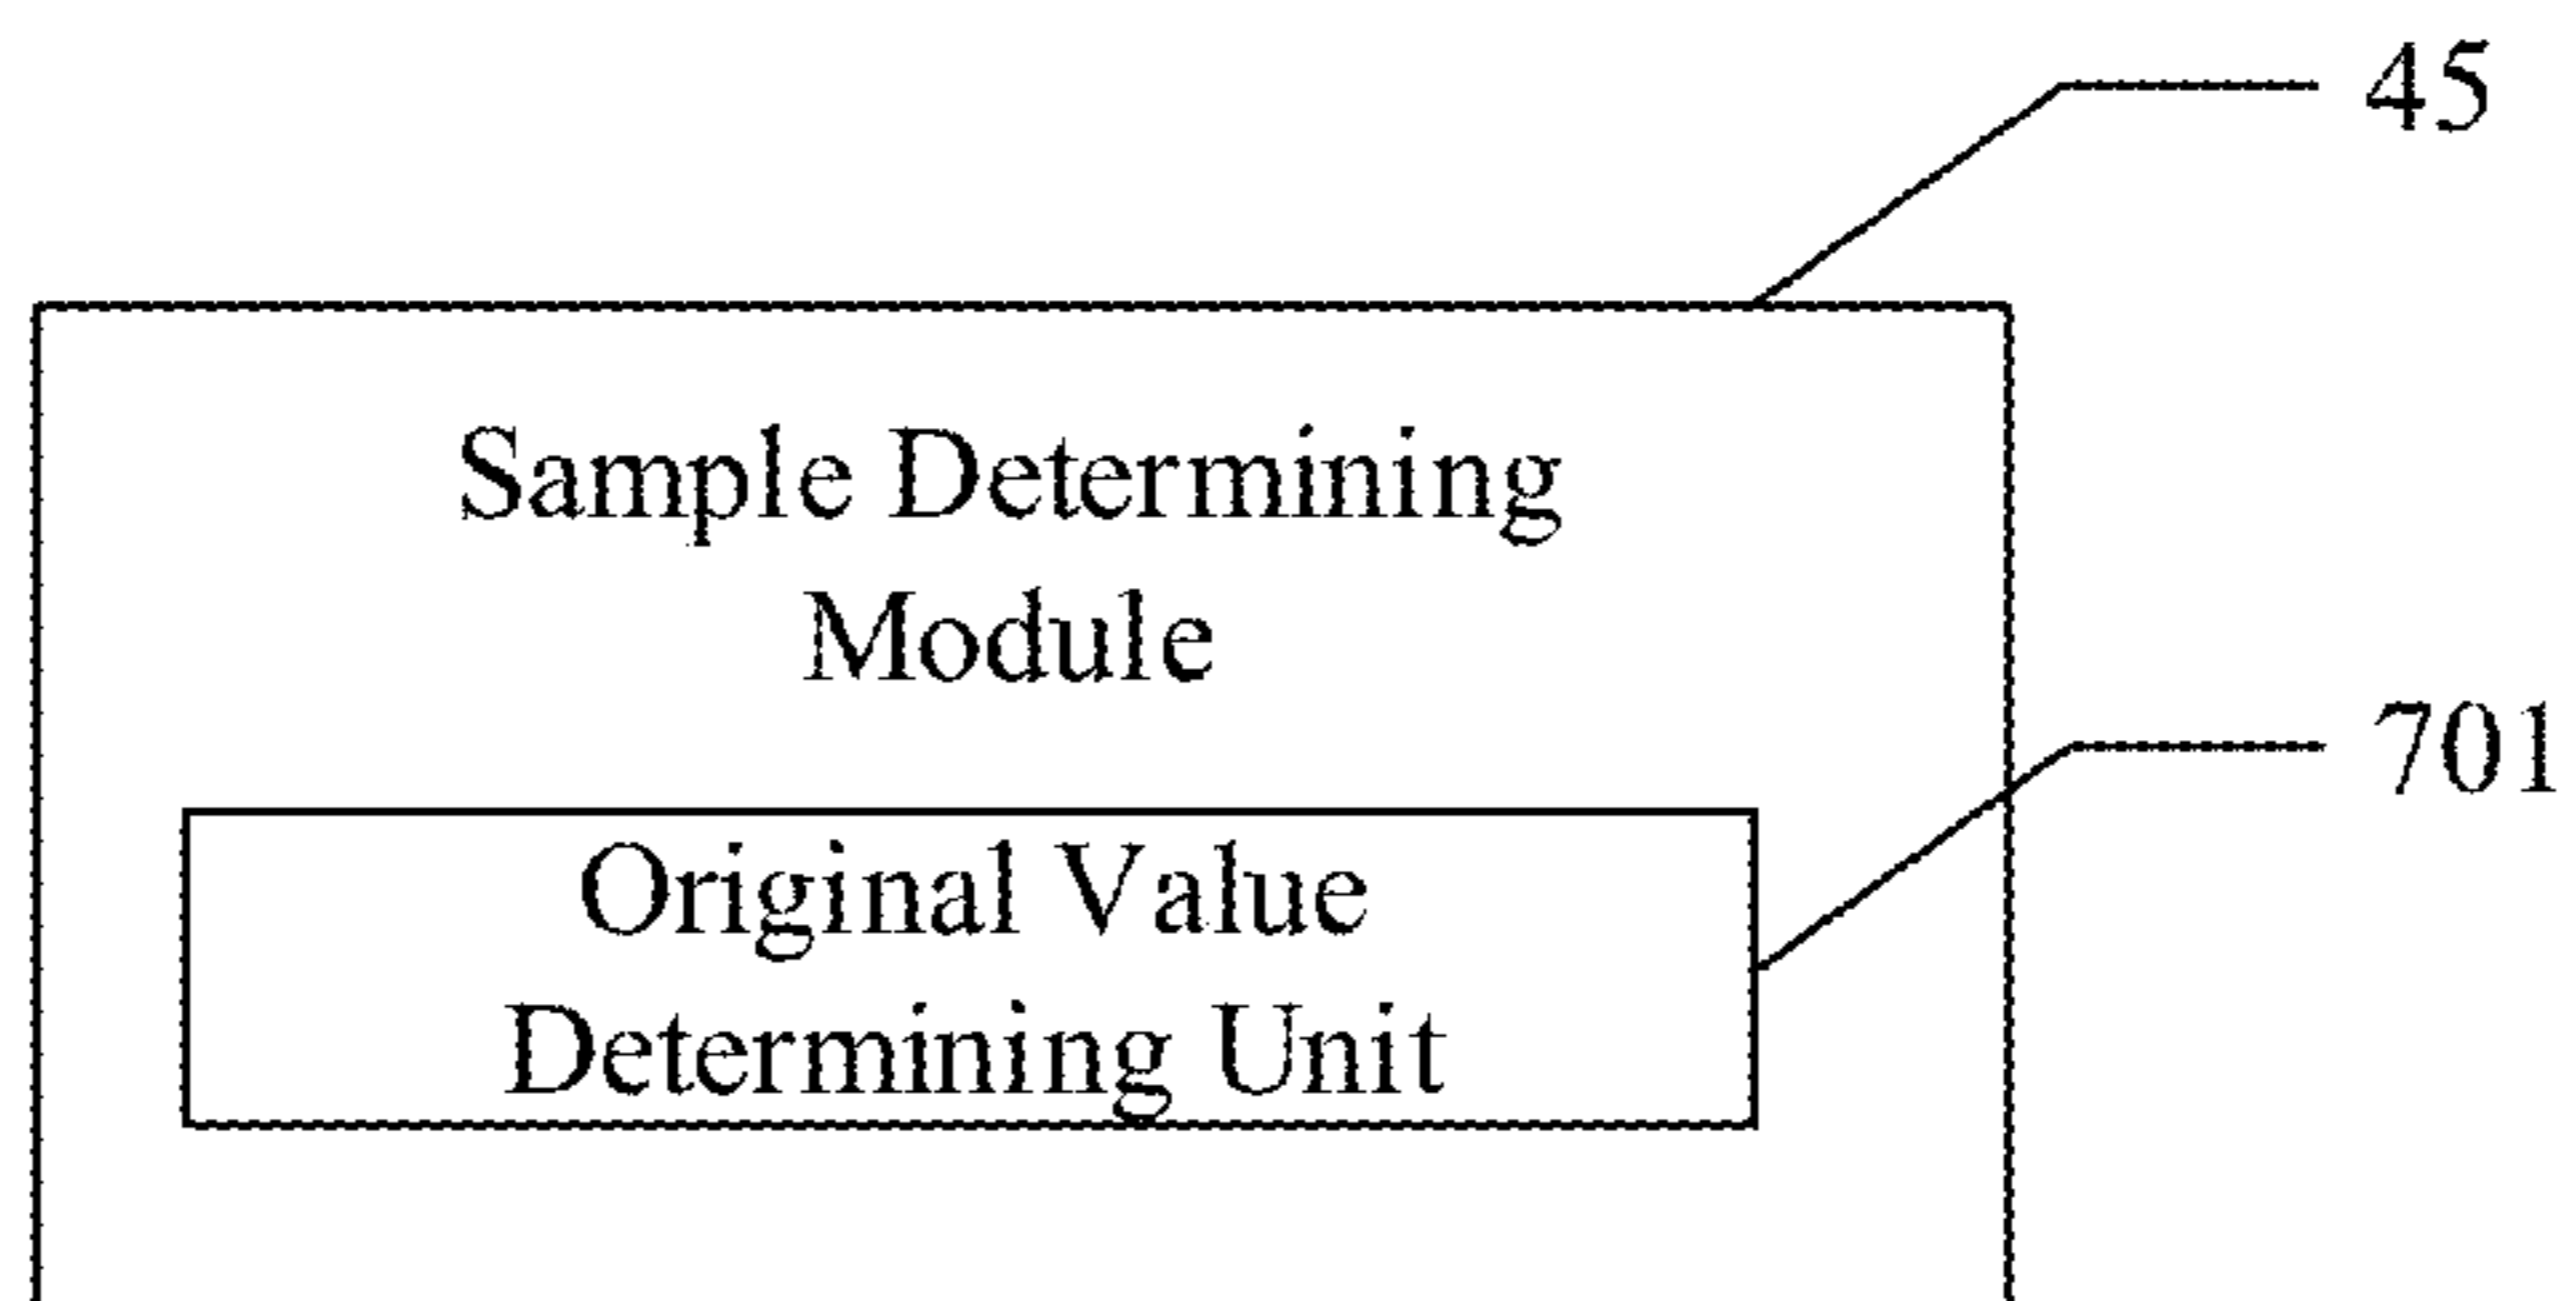 45
Sample Determining
Module
701
Original Value
Determining Unit